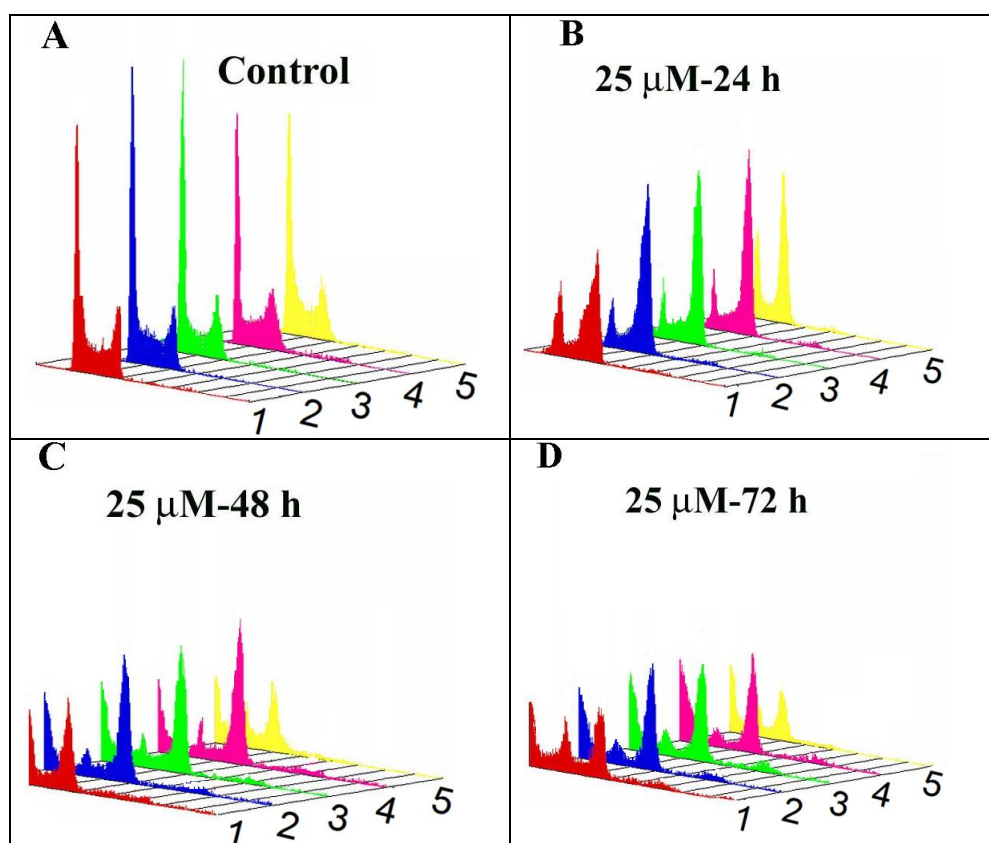 A
Control
1 2 3 4 5
B
25 μM-24 h
1 2 3 4 5
C
25 μM-48 h
1 2 3 4 5
D
25 μM-72 h
1 2 3 4 5